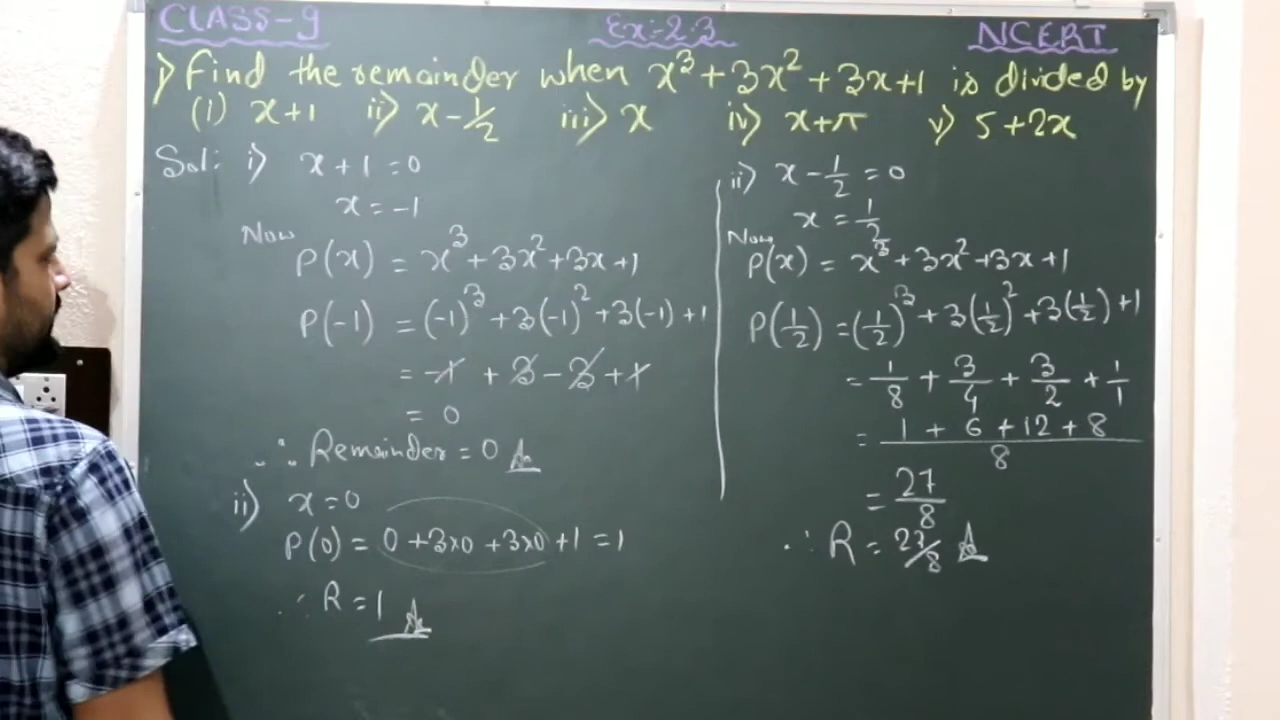 CLASS-9 Ex:-2.3 NCERT
1) Find the remainder when x³ + 3x² + 3x + 1 is divided by
(i) x+1 ii) x - 1/2 iii) x iv) x+π v) 5+2x
Sol: i) x + 1 = 0
x = -1
Now
P(x) = x³ + 3x² + 3x + 1
P(-1) = (-1)³ + 3(-1)² + 3(-1) + 1
= -1 + 3 - 3 + 1
= 0
∴ Remainder = 0 A
ii) x = 0
P(0) = 0 + 3×0 + 3×0 + 1 = 1
∴ R = 1 A
ii) x - 1/2 = 0
x = 1/2
Now
P(x) = x³ + 3x² + 3x + 1
P(1/2) = (1/2)³ + 3(1/2)² + 3(1/2) + 1
= 1/8 + 3/4 + 3/2 + 1/1
= (1 + 6 + 12 + 8)/8
= 27/8
∴ R = 27/8 A